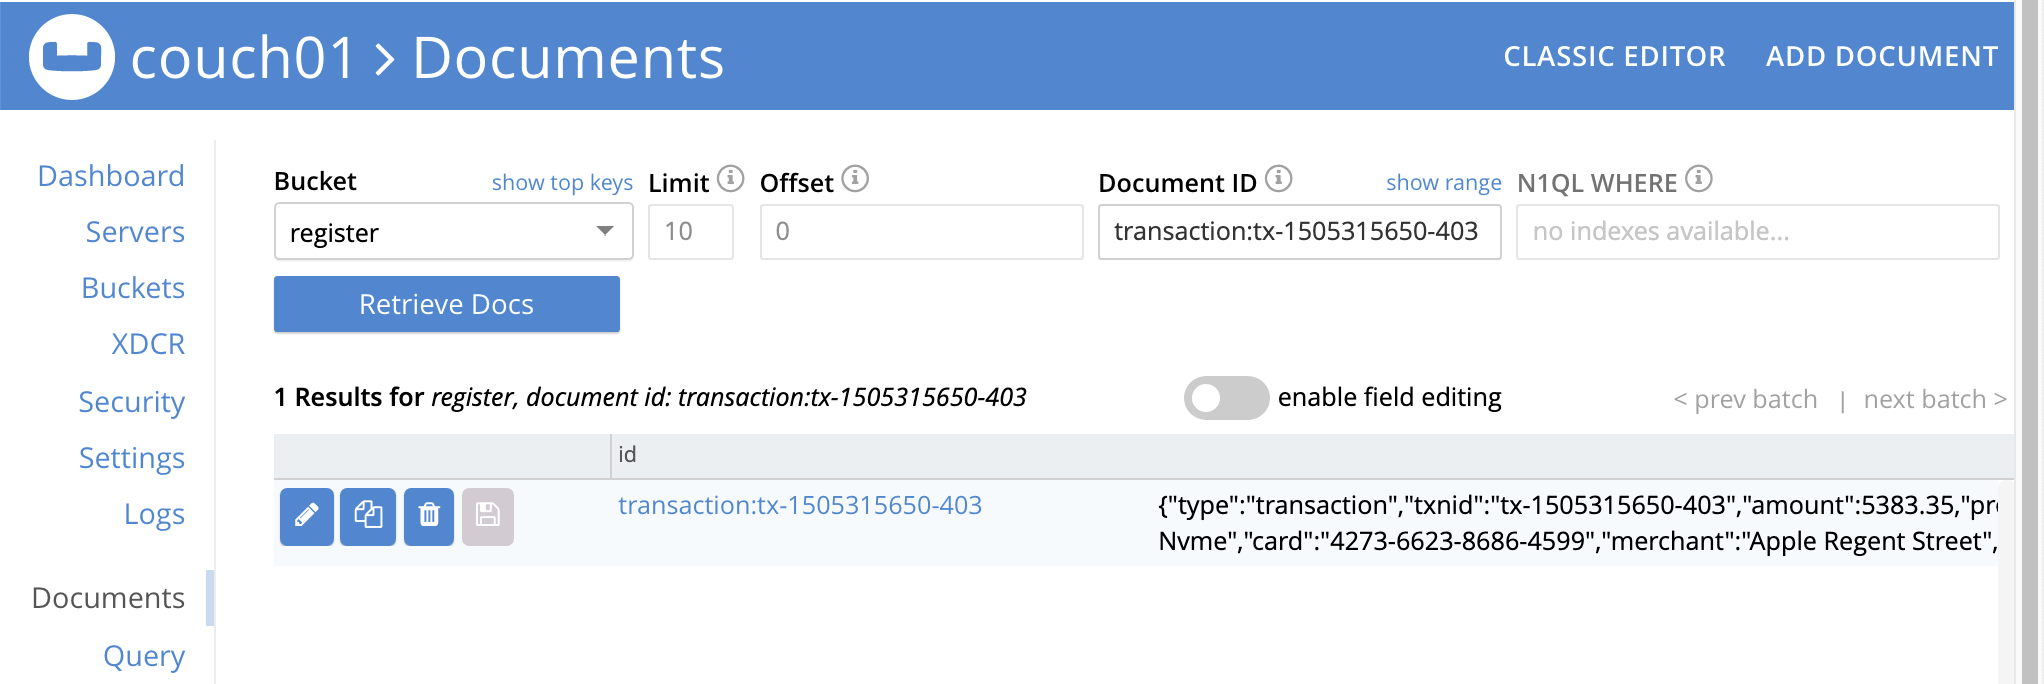 couch01 > Documents
CLASSIC EDITOR ADD DOCUMENT
Dashboard
Servers
Buckets
XDCR
Security
Settings
Logs
Documents
Query
Bucket show top keys Limit Offset Document ID show range N1QL WHERE
register 10 0 transaction:tx-1505315650-403 no indexes available...
Retrieve Docs
1 Results for register, document id: transaction:tx-1505315650-403 enable field editing < prev batch | next batch >
id
transaction:tx-1505315650-403 {"type":"transaction","txnid":"tx-1505315650-403","amount":5383.35,"pr
Nvme","card":"4273-6623-8686-4599","merchant":"Apple Regent Street",